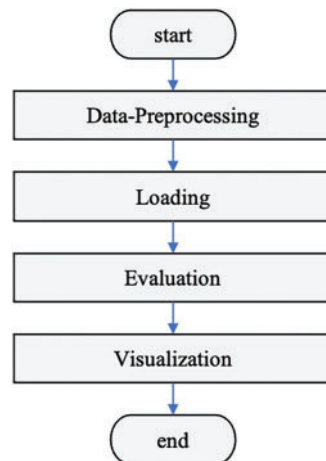 start
Data-Preprocessing
Loading
Evaluation
Visualization
end